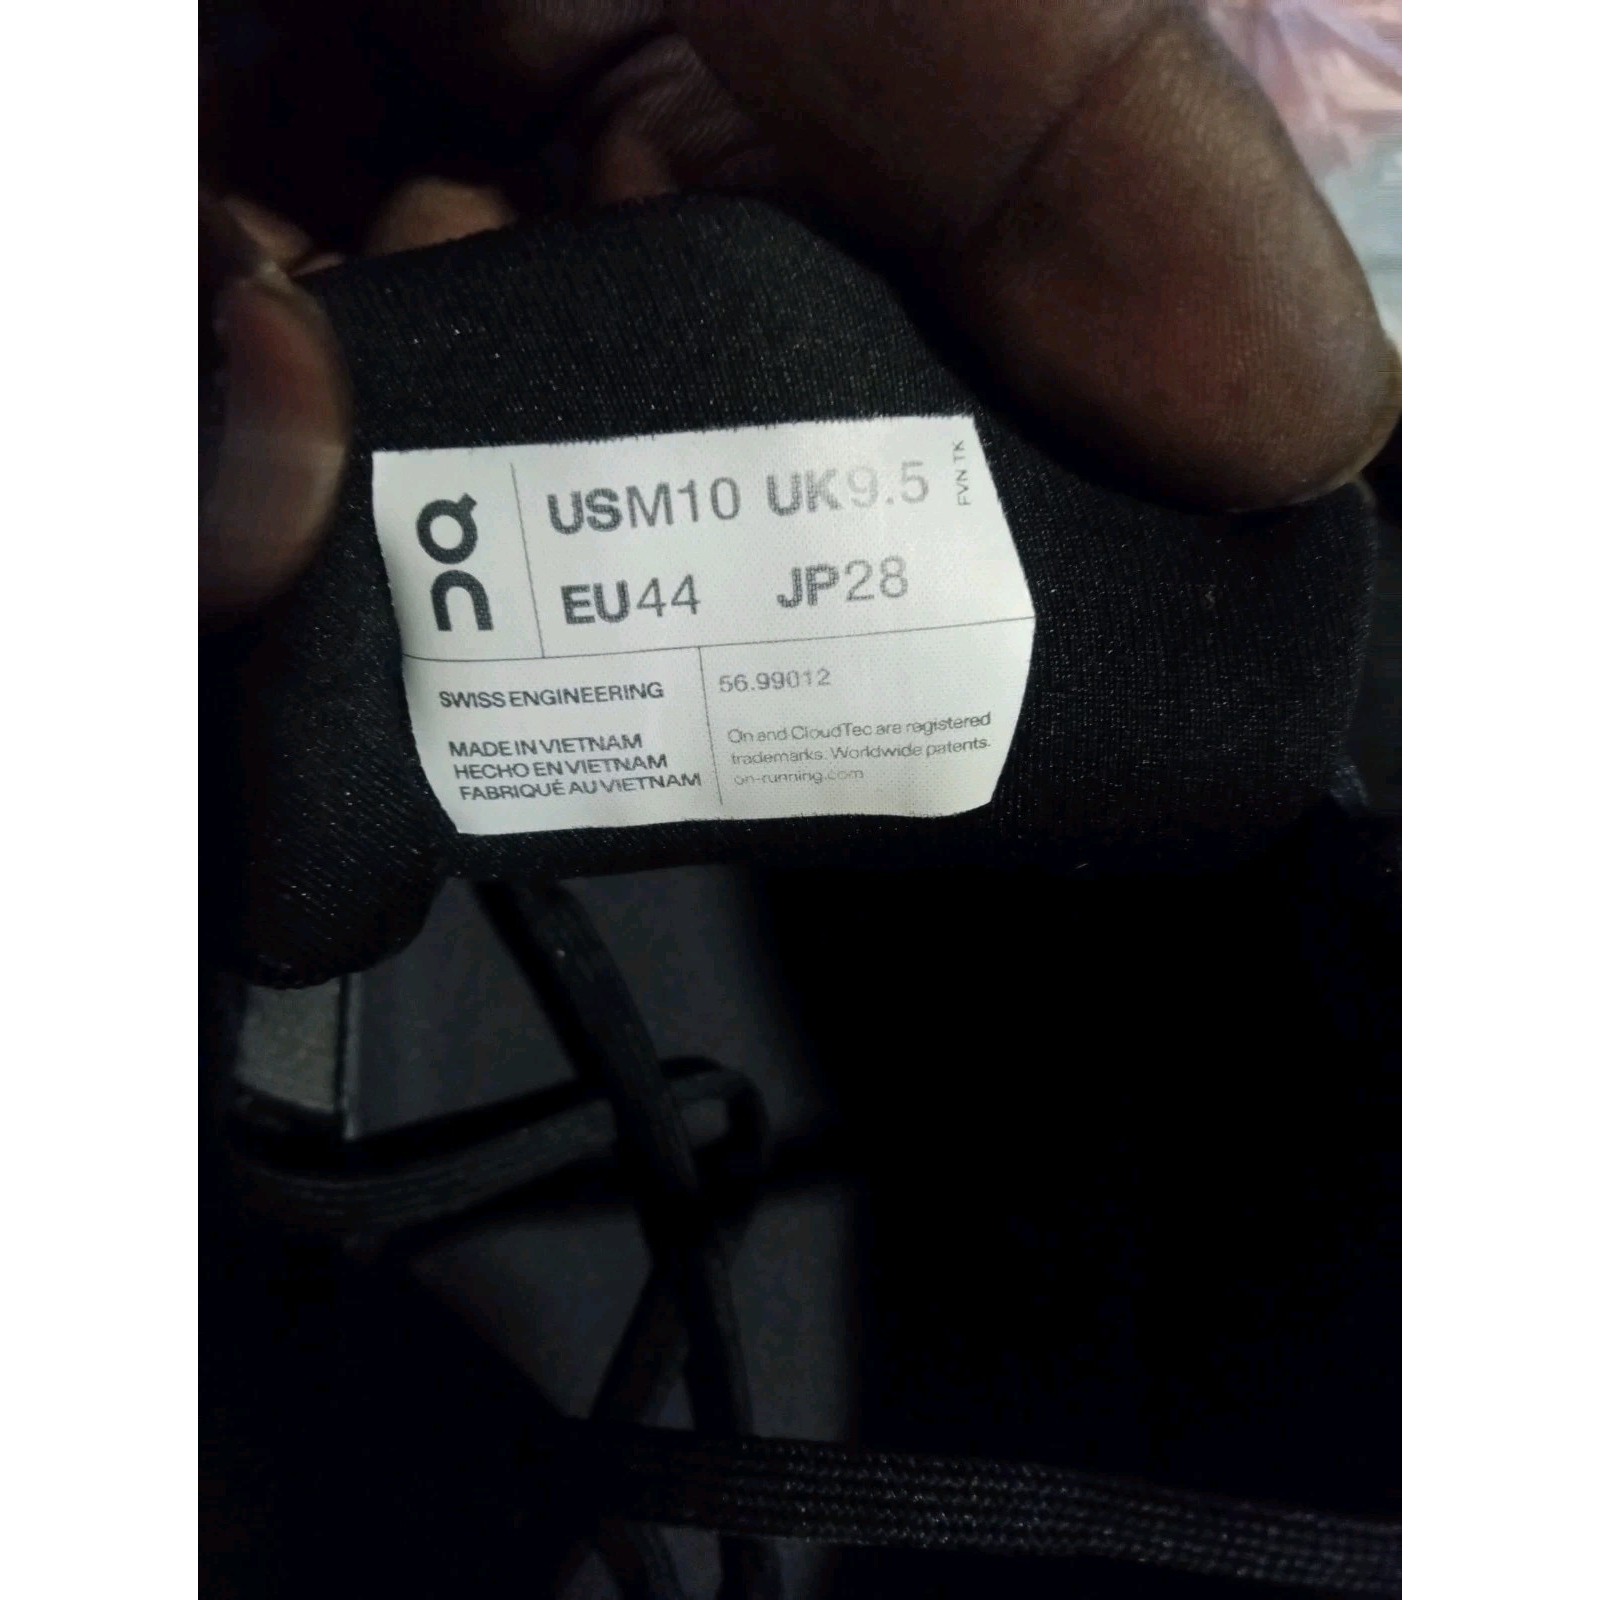 On
USM10 UK9.5
EU44 JP28
FVN TK
SWISS ENGINEERING
MADE IN VIETNAM
HECHO EN VIETNAM
FABRIQUÉ AU VIETNAM
56.99012
On and CloudTec are registered
trademarks. Worldwide patents.
on-running.com